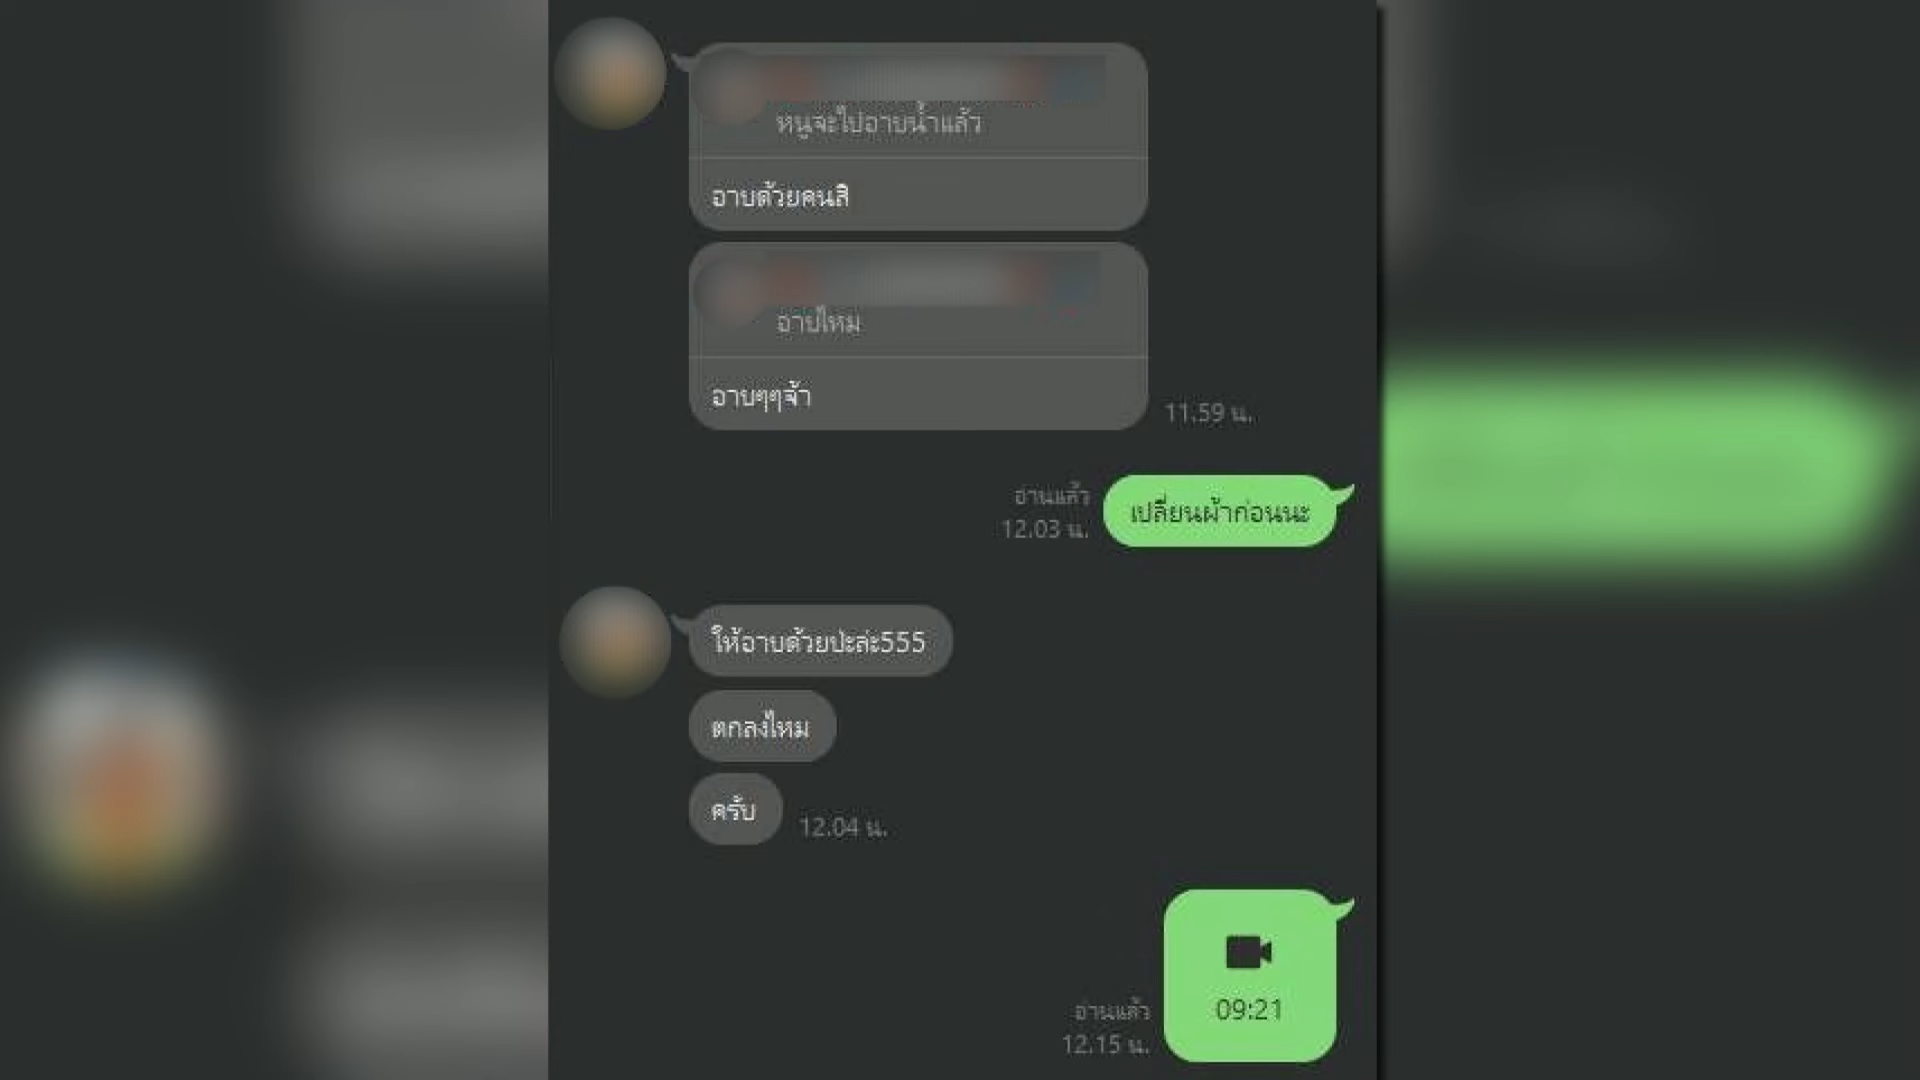 หนูจะไปอาบน้ำแล้ว
อาบด้วยคนสิ
อาบไหม
อาบๆๆจ้า
11.59 น.
อ่านแล้ว
12.03 น.
เปลี่ยนผ้าก่อนนะ
ให้อาบด้วยปะล่ะ555
ตกลงไหม
ครับ
12.04 น.
09:21
อ่านแล้ว
12.15 น.